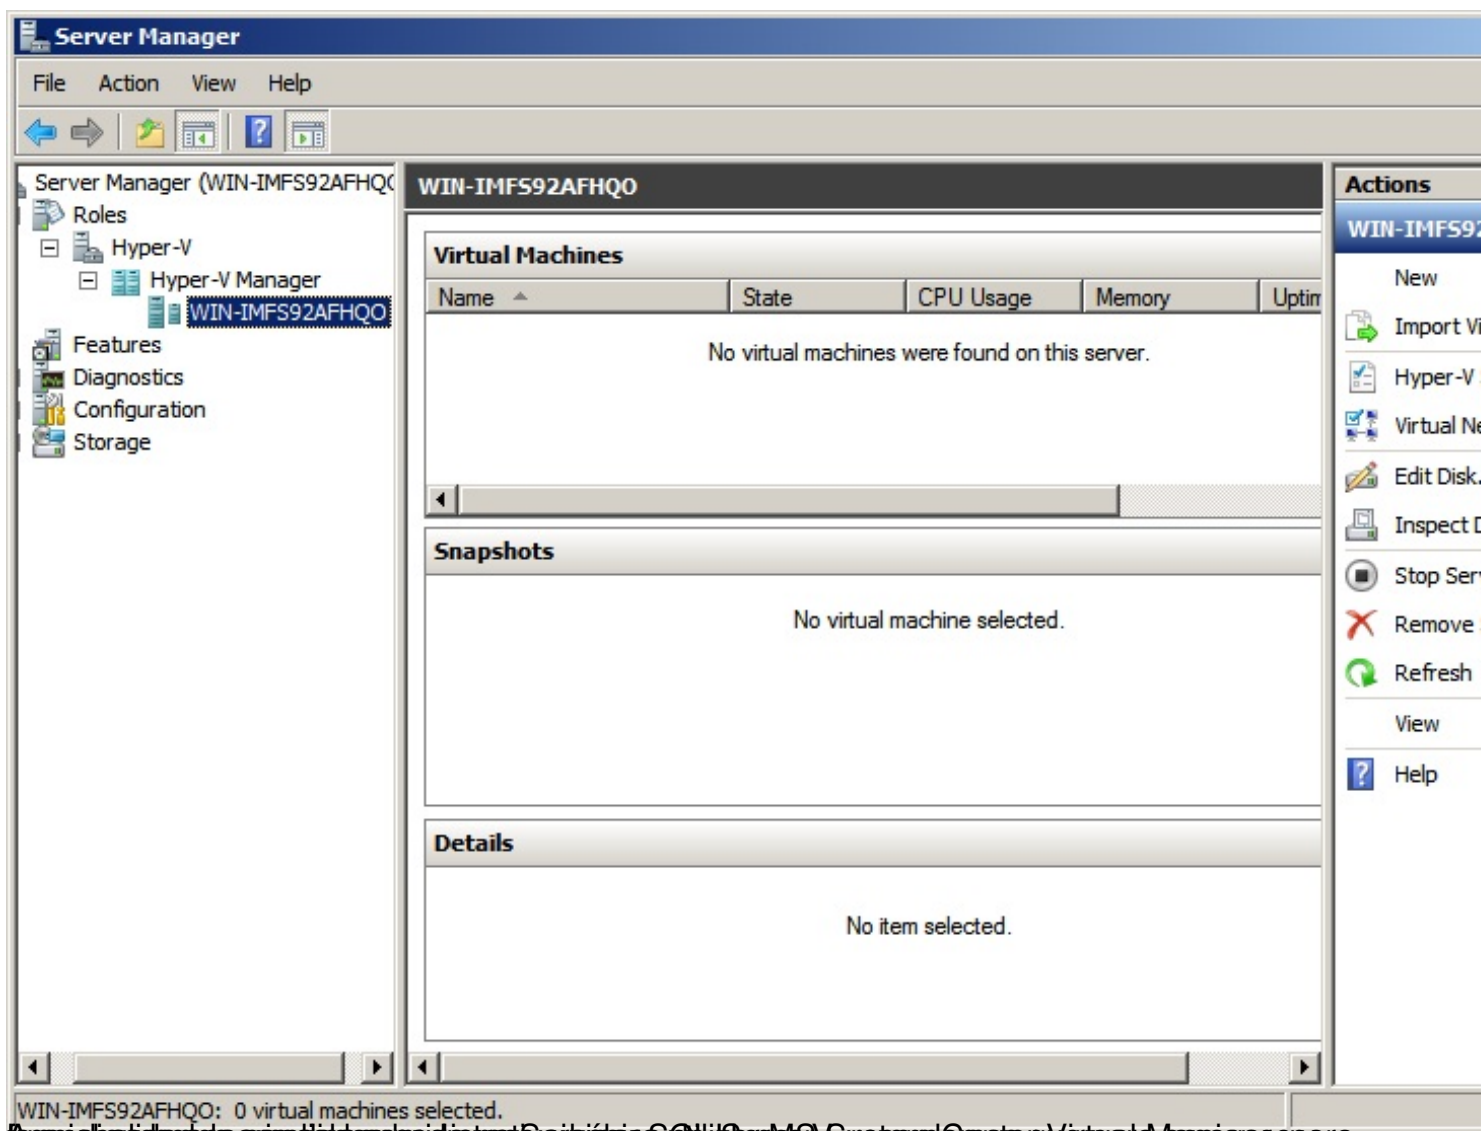 Server Manager
File Action View Help
Server Manager (WIN-IMFS92AFHQO
Roles
Hyper-V
Hyper-V Manager
WIN-IMFS92AFHQO
Features
Diagnostics
Configuration
Storage
WIN-IMFS92AFHQO
Virtual Machines
Name State CPU Usage Memory Uptim
No virtual machines were found on this server.
Snapshots
No virtual machine selected.
Details
No item selected.
Actions
WIN-IMFS92
New
Import Vi
Hyper-V
Virtual Ne
Edit Disk.
Inspect D
Stop Serv
Remove
Refresh
View
Help
WIN-IMFS92AFHQO: 0 virtual machines selected.